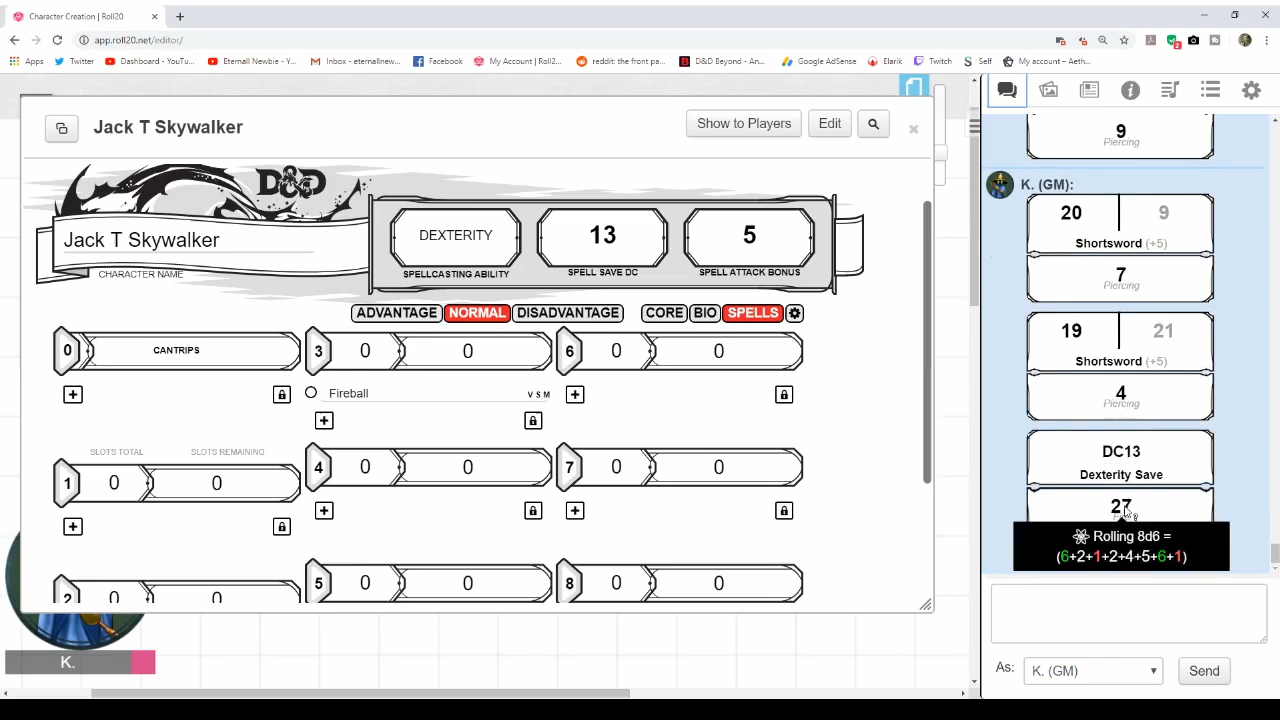 Character Creation | Roll20
app.roll20.net/editor/
Apps
Twitter
Dashboard - YouTu...
Eternall Newbie - Y...
Inbox - eternallnew...
Facebook
My Account | Roll2...
reddit: the front pa...
D&D Beyond - An...
Google AdSense
Elarik
Twitch
Self
My account – Aeth...
Jack T Skywalker
Show to Players
Edit
D&D
Jack T Skywalker
CHARACTER NAME
DEXTERITY
SPELLCASTING ABILITY
13
SPELL SAVE DC
5
SPELL ATTACK BONUS
ADVANTAGE NORMAL DISADVANTAGE
CORE BIO SPELLS
0 CANTRIPS
3 0 0
6 0 0
Fireball V S M
SLOTS TOTAL SLOTS REMAINING
1 0 0
4 0 0
7 0 0
2 0 0
5 0 0
8 0 0
K.
9
Piercing
K. (GM):
20 9
Shortsword (+5)
7
Piercing
19 21
Shortsword (+5)
4
Piercing
DC13
Dexterity Save
27
Rolling 8d6 =
(6+2+1+2+4+5+6+1)
As:
K. (GM)
Send